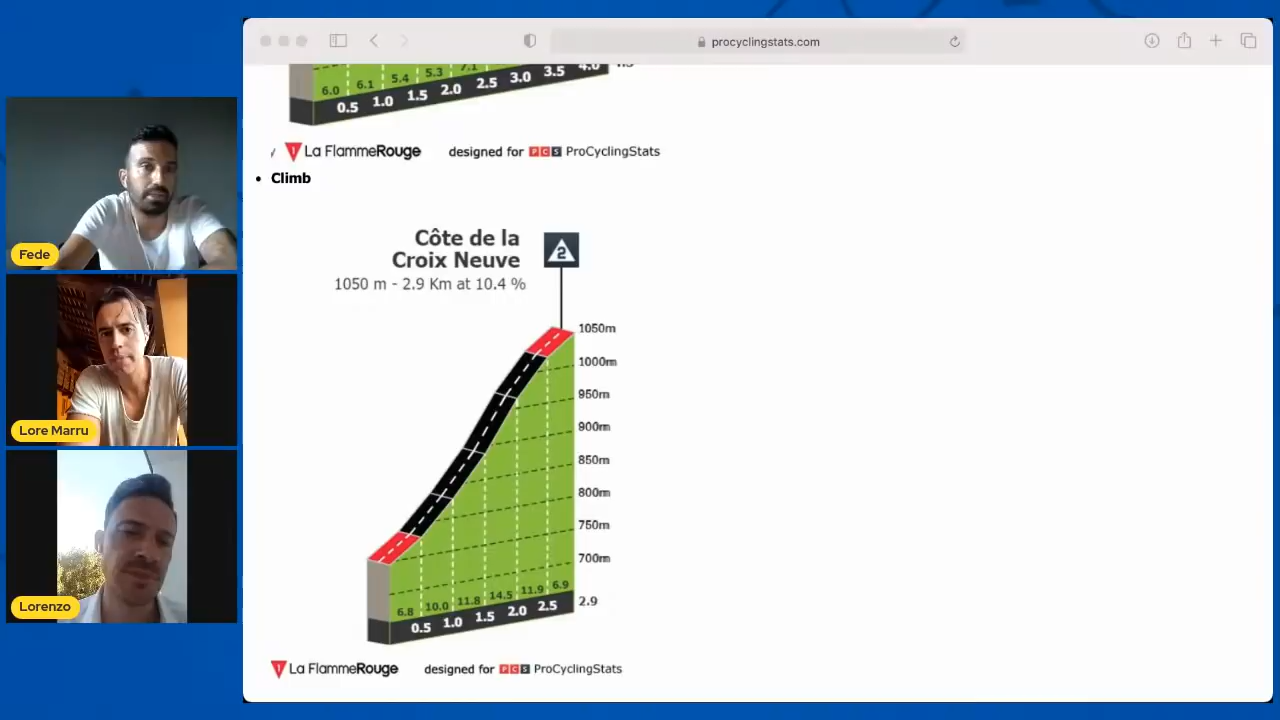 procyclingstats.com
6.0 6.1 5.4 5.3 7.1
0.5 1.0 1.5 2.0 2.5 3.0 3.5 4.0
La FlammeRouge designed for PCS ProCyclingStats
• Climb
Côte de la
Croix Neuve
2
1050 m - 2.9 Km at 10.4 %
1050m
1000m
950m
900m
850m
800m
750m
700m
6.8 10.0 11.8 14.5 11.9 6.9
2.9
0.5 1.0 1.5 2.0 2.5
La FlammeRouge designed for PCS ProCyclingStats
Fede
Lore Marru
Lorenzo